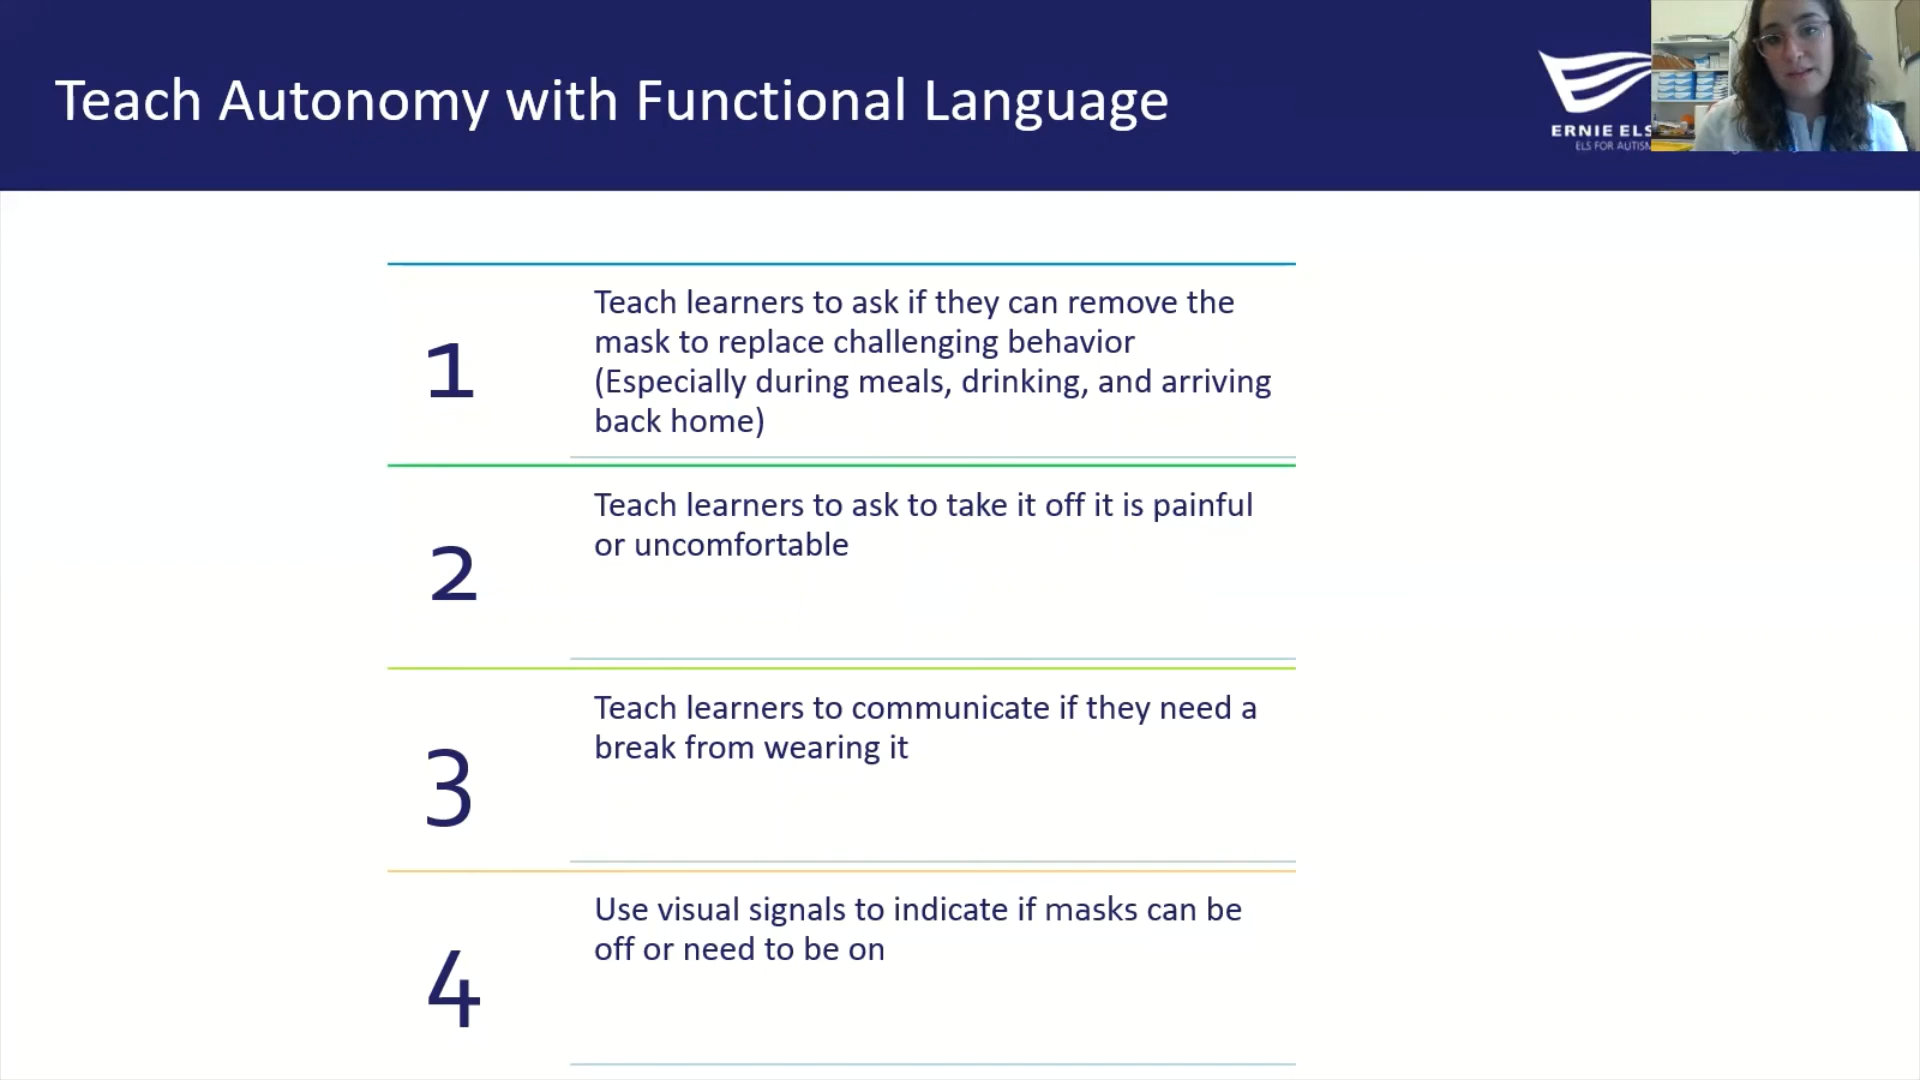 Teach Autonomy with Functional Language
ERNIE ELS
ELS FOR AUTISM
1
Teach learners to ask if they can remove the
mask to replace challenging behavior
(Especially during meals, drinking, and arriving
back home)
2
Teach learners to ask to take it off it is painful
or uncomfortable
3
Teach learners to communicate if they need a
break from wearing it
4
Use visual signals to indicate if masks can be
off or need to be on